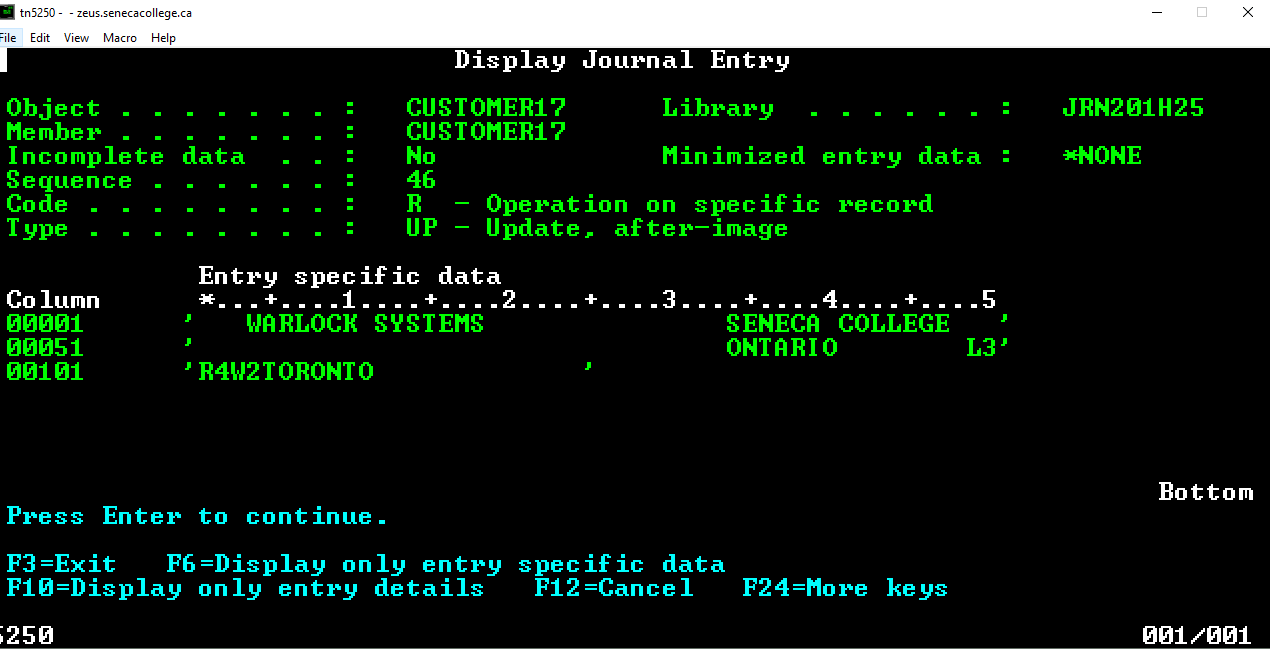 tn5250 -  - zeus.senecacollege.ca
File Edit View Macro Help
Display Journal Entry
Object . . . . . . . :   CUSTOMER17      Library  . . . . . . :   JRN201H25
Member . . . . . . . :   CUSTOMER17
Incomplete data  . . :   No              Minimized entry data :   *NONE
Sequence . . . . . . :   46
Code . . . . . . . . :   R  - Operation on specific record
Type . . . . . . . . :   UP - Update, after-image
Entry specific data
Column      *...+....1....+....2....+....3....+....4....+....5
00001      '   WARLOCK SYSTEMS               SENECA COLLEGE   '
00051      '                                 ONTARIO        L3'
00101      'R4W2TORONTO             '
Bottom
Press Enter to continue.
F3=Exit   F6=Display only entry specific data
F10=Display only entry details   F12=Cancel   F24=More keys
5250 001/001